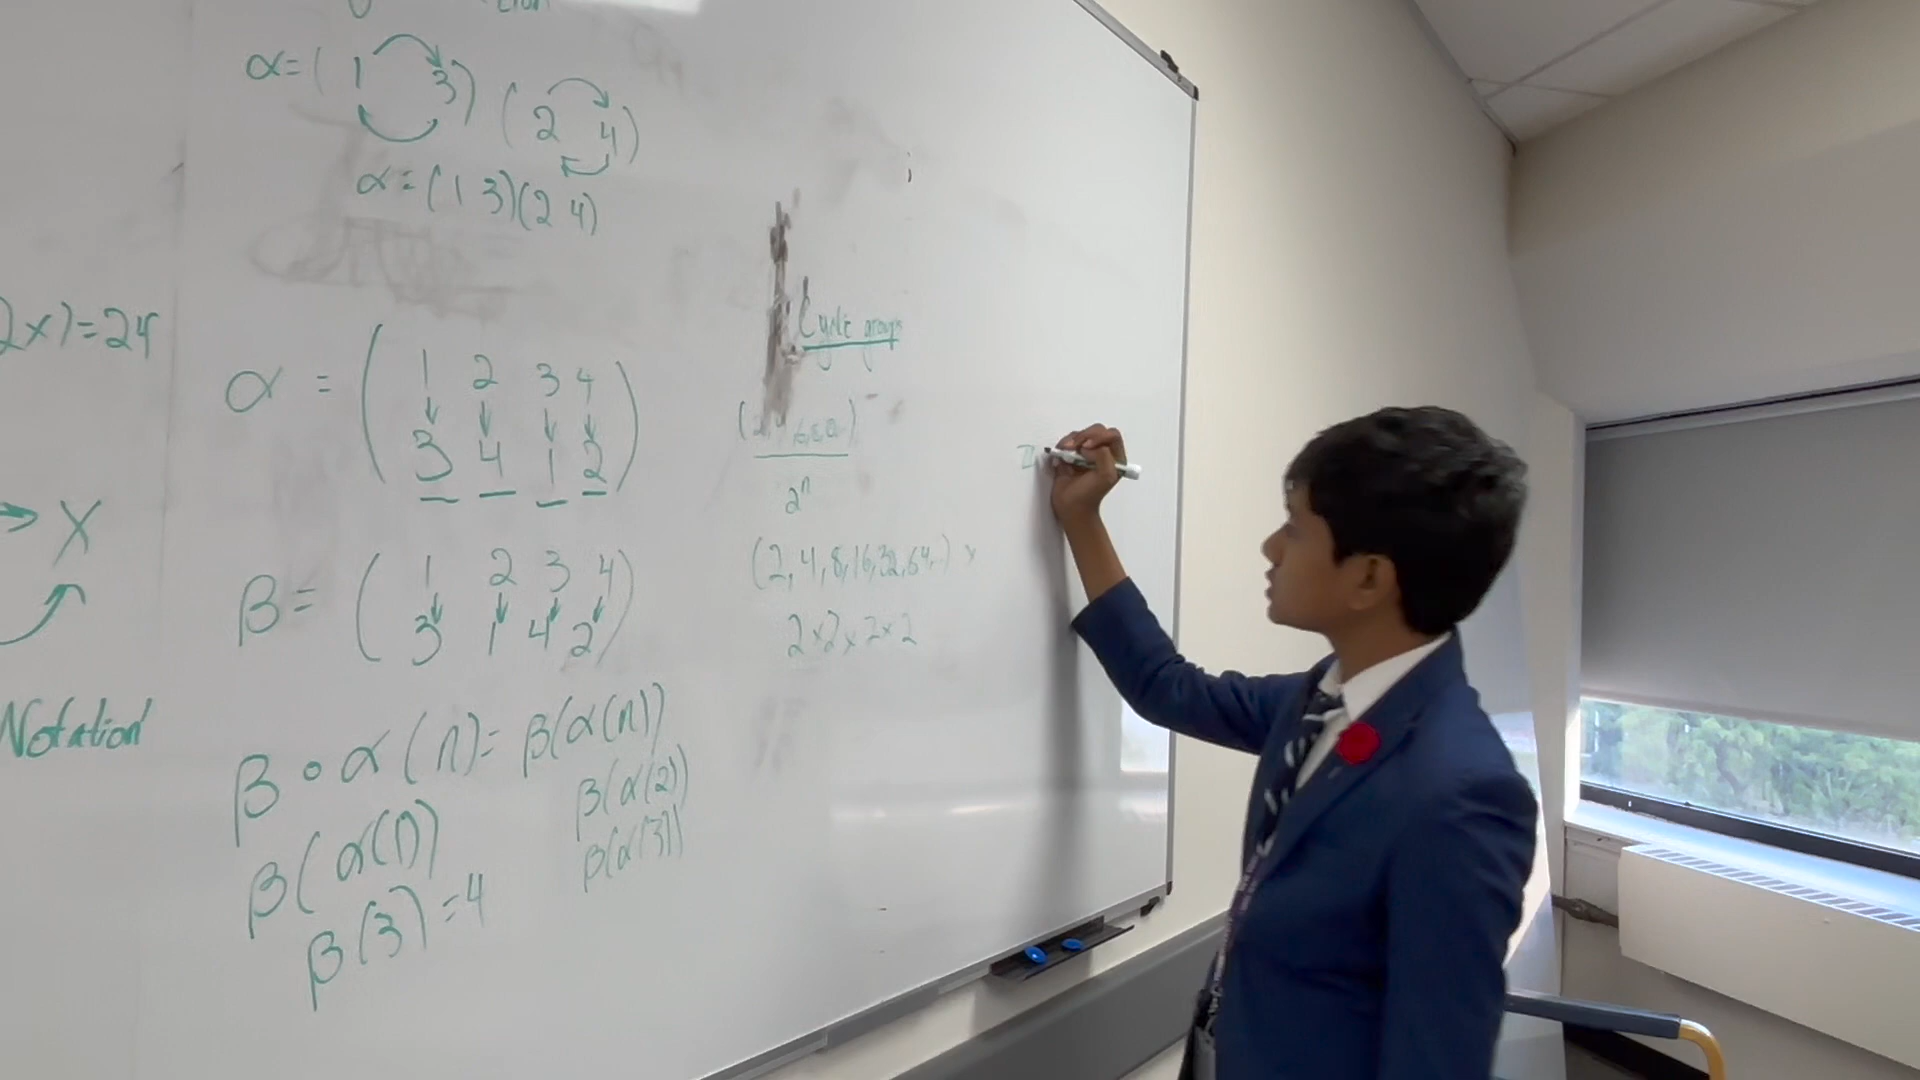 α = ( 1 3 ) ( 2 4 )
α = (1 3)(2 4)
2x1=24
α = ( 1 2 3 4
3 4 1 2 )
→ X
β = ( 1 2 3 4
3 1 4 2 )
Notation
β ∘ α (n) = β(α(n))
β(α(1)
β(3) = 4
β(α(2))
β(α(3))
Cyclic groups
2ⁿ
(2, 4, 8, 16, 32, 64, ..) x
2 x 2 x 2 x 2